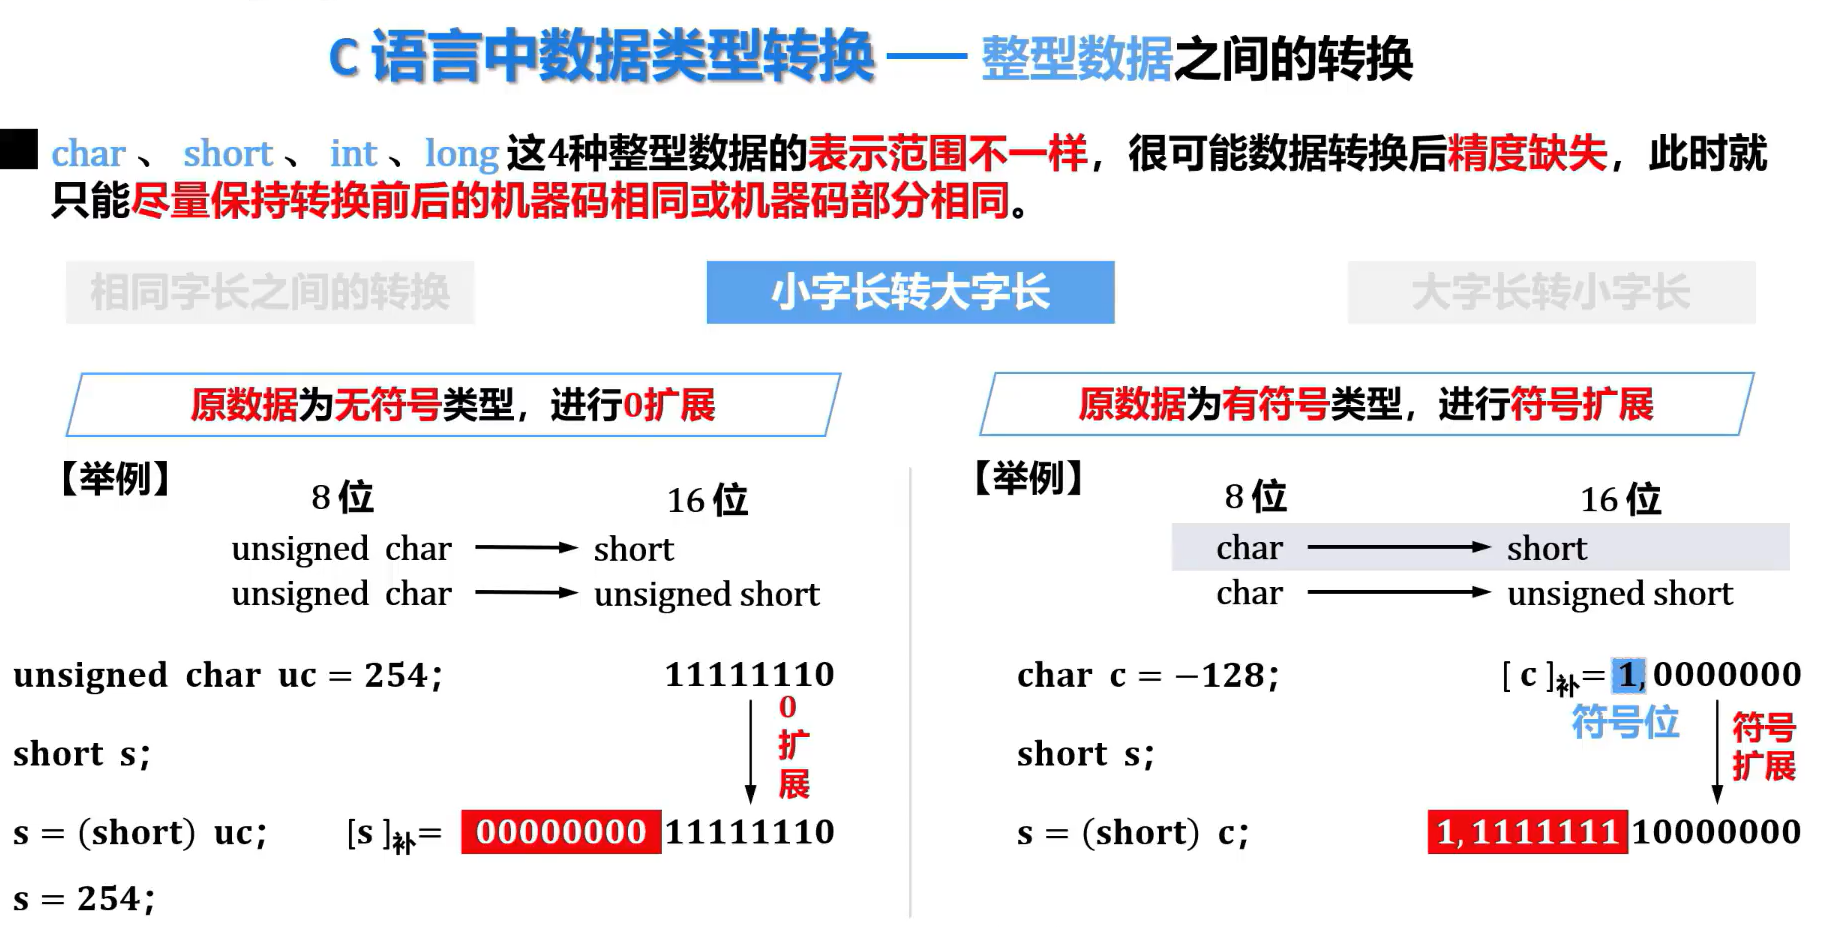 C 语言中数据类型转换 —— 整型数据之间的转换
char 、 short 、 int 、long 这4种整型数据的表示范围不一样，很可能数据转换后精度缺失，此时就
只能尽量保持转换前后的机器码相同或机器码部分相同。
相同字长之间的转换
小字长转大字长
大字长转小字长
原数据为无符号类型，进行0扩展
【举例】
8 位
16 位
unsigned char → short
unsigned char → unsigned short
unsigned char uc = 254;
11111110
0
扩
展
short s;
s = (short) uc;
[s ]补= 00000000 11111110
s = 254;
原数据为有符号类型，进行符号扩展
【举例】
8 位
16 位
char → short
char → unsigned short
char c = −128;
[ c ]补= 1, 0000000
符号位
符号
扩展
short s;
s = (short) c;
1, 1111111 10000000